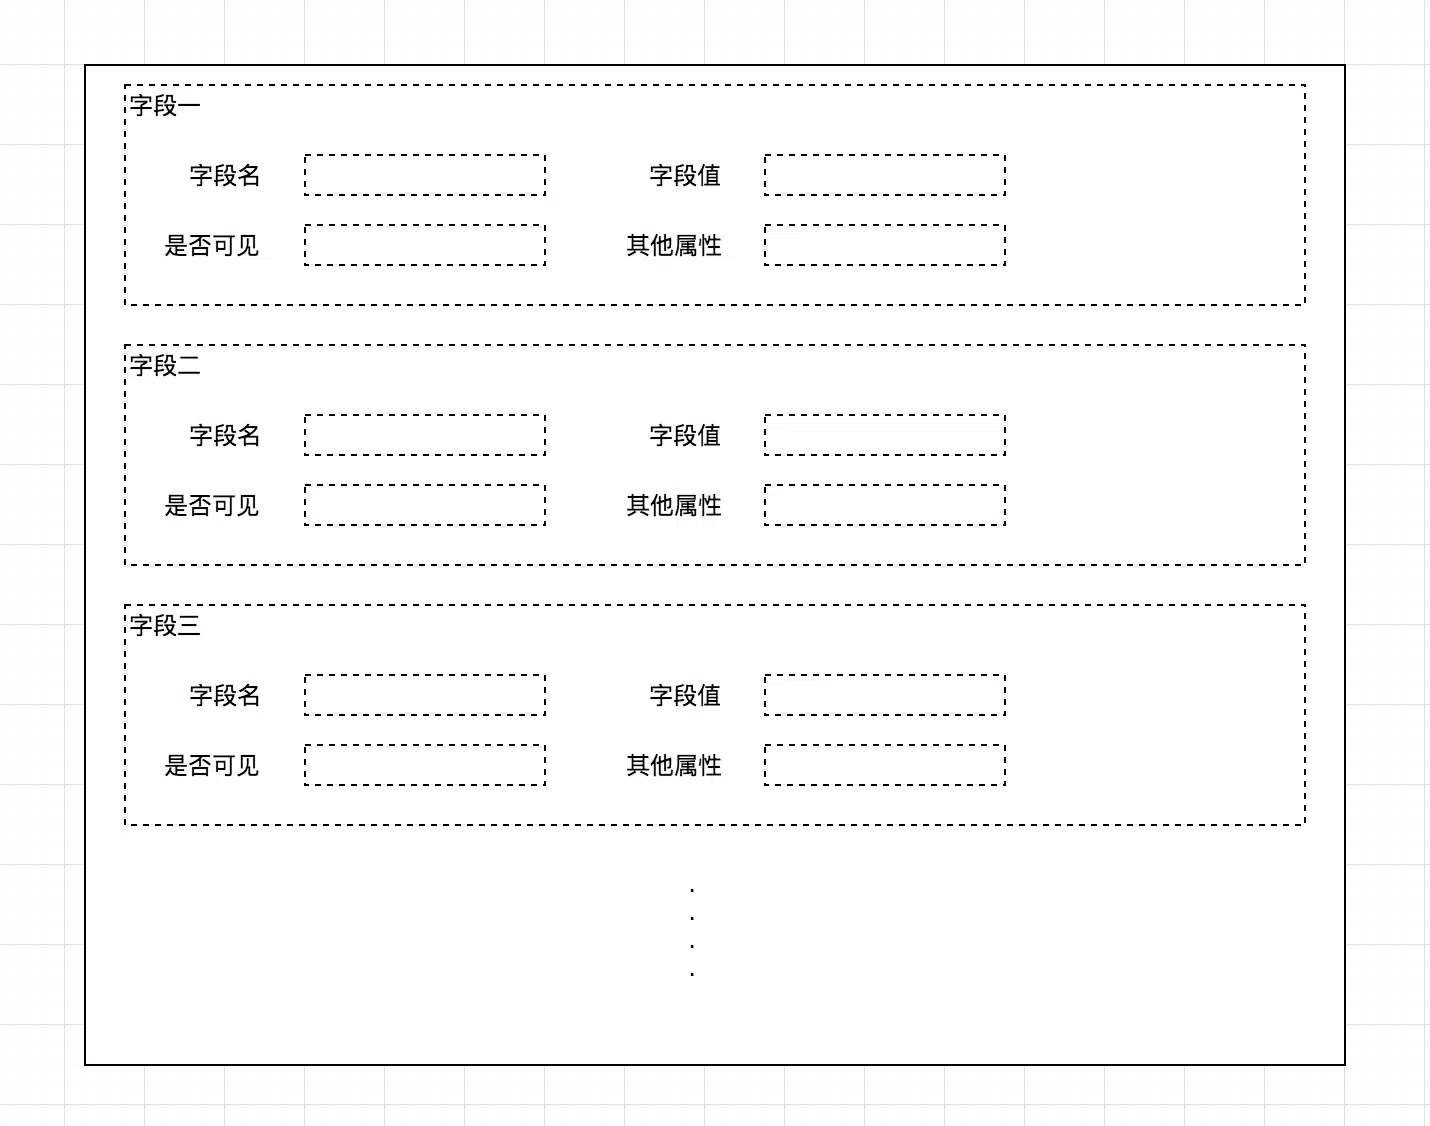 字段一
字段名 字段值
是否可见 其他属性
字段二
字段名 字段值
是否可见 其他属性
字段三
字段名 字段值
是否可见 其他属性
.
.
.
.